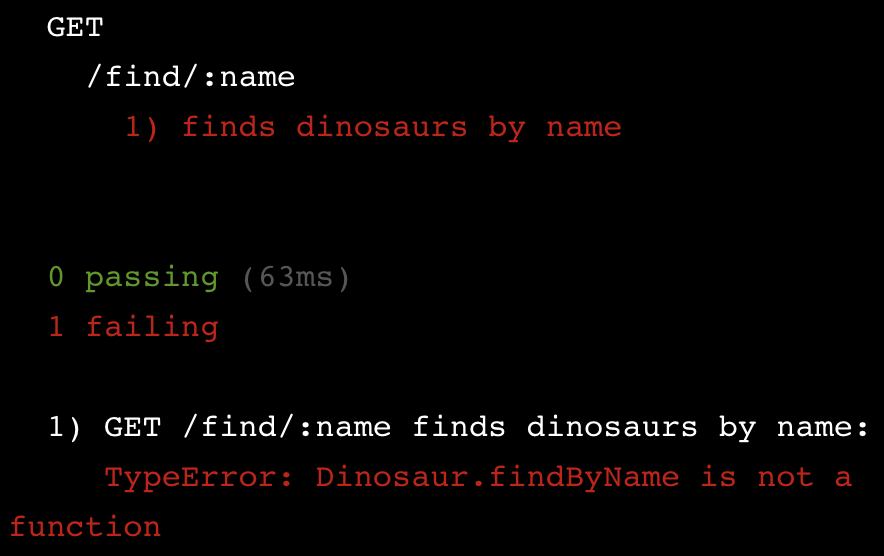 GET
/find/:name
1) finds dinosaurs by name
0 passing (63ms)
1 failing
1) GET /find/:name finds dinosaurs by name:
TypeError: Dinosaur.findByName is not a
function